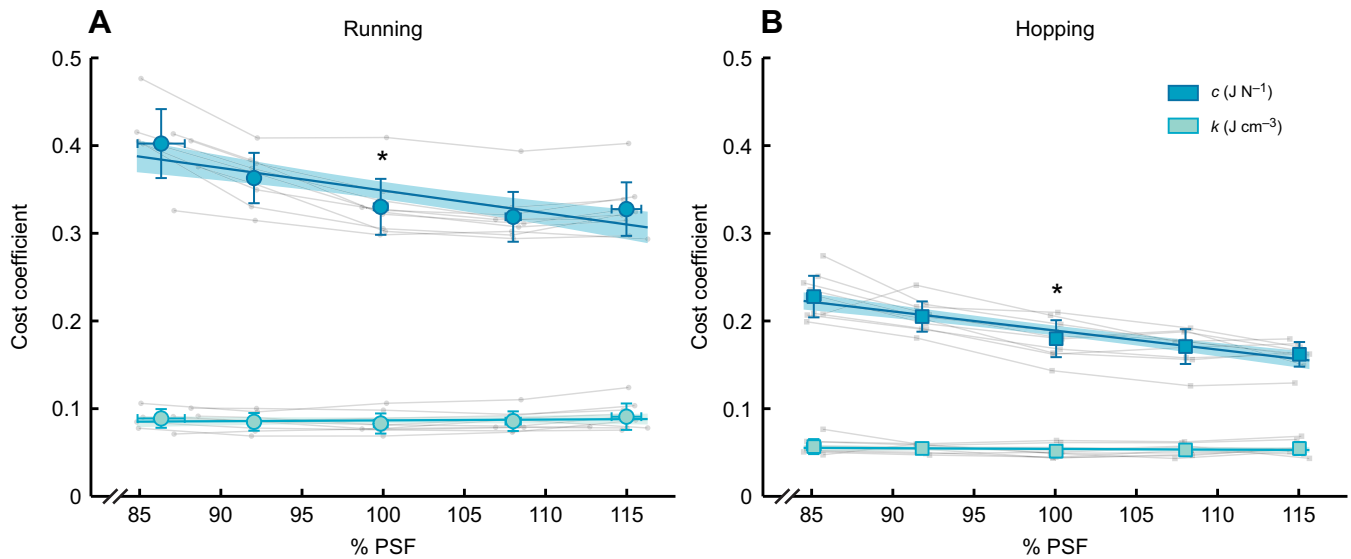 A
Running
0.5
0.4
0.3
0.2
0.1
0
Cost coefficient
*
85 90 95 100 105 110 115
% PSF
B
Hopping
0.5
0.4
0.3
0.2
0.1
0
Cost coefficient
c (J N⁻¹)
k (J cm⁻³)
*
85 90 95 100 105 110 115
% PSF